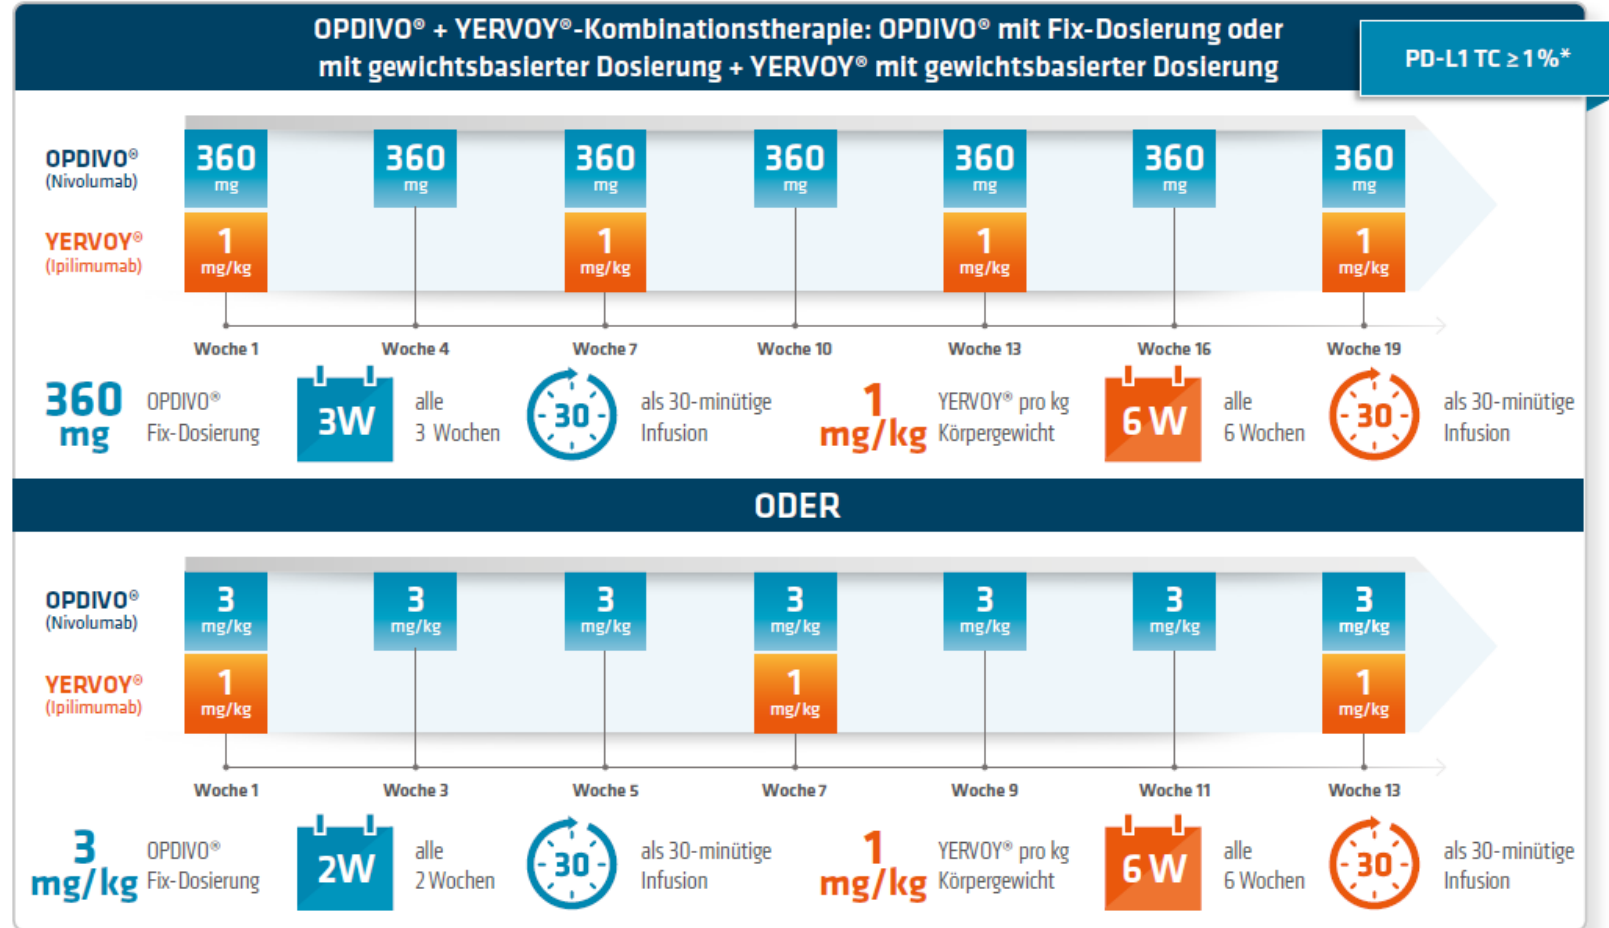 OPDIVO® + YERVOY®-Kombinationstherapie: OPDIVO® mit Fix-Dosierung oder
mit gewichtsbasierter Dosierung + YERVOY® mit gewichtsbasierter Dosierung
PD-L1 TC ≥ 1 %*
OPDIVO®
(Nivolumab)
360 mg 360 mg 360 mg 360 mg 360 mg 360 mg 360 mg
YERVOY®
(Ipilimumab)
1 mg/kg 1 mg/kg 1 mg/kg 1 mg/kg
Woche 1 Woche 4 Woche 7 Woche 10 Woche 13 Woche 16 Woche 19
360 mg
OPDIVO®
Fix-Dosierung
3W
alle
3 Wochen
30
als 30-minütige
Infusion
1 mg/kg
YERVOY® pro kg
Körpergewicht
6 W
alle
6 Wochen
30
als 30-minütige
Infusion
ODER
OPDIVO®
(Nivolumab)
3 mg/kg 3 mg/kg 3 mg/kg 3 mg/kg 3 mg/kg 3 mg/kg 3 mg/kg
YERVOY®
(Ipilimumab)
1 mg/kg 1 mg/kg 1 mg/kg
Woche 1 Woche 3 Woche 5 Woche 7 Woche 9 Woche 11 Woche 13
3 mg/kg
OPDIVO®
Fix-Dosierung
2W
alle
2 Wochen
30
als 30-minütige
Infusion
1 mg/kg
YERVOY® pro kg
Körpergewicht
6 W
alle
6 Wochen
30
als 30-minütige
Infusion